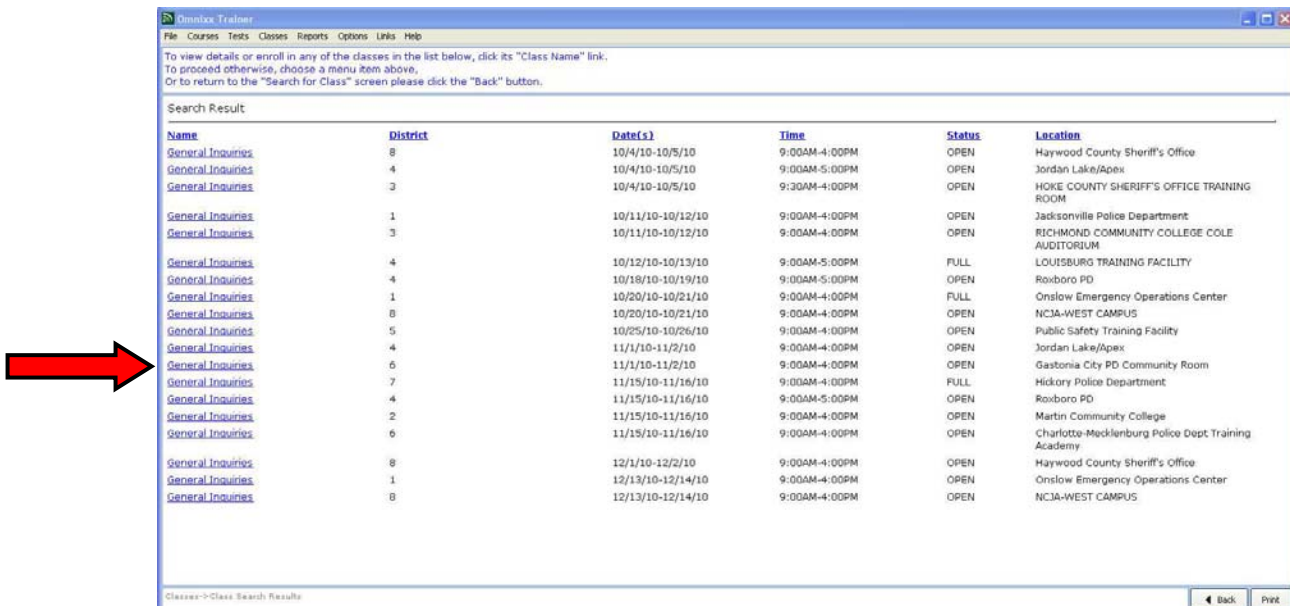 Omnixx Trainer
File Courses Tests Classes Reports Options Links Help
To view details or enroll in any of the classes in the list below, click its "Class Name" link.
To proceed otherwise, choose a menu item above,
Or to return to the "Search for Class" screen please click the "Back" button.
Search Result
Name District Date(s) Time Status Location
General Inquiries 8 10/4/10-10/5/10 9:00AM-4:00PM OPEN Haywood County Sheriff's Office
General Inquiries 4 10/4/10-10/5/10 9:00AM-5:00PM OPEN Jordan Lake/Apex
General Inquiries 3 10/4/10-10/5/10 9:30AM-4:00PM OPEN HOKE COUNTY SHERIFF'S OFFICE TRAINING
ROOM
General Inquiries 1 10/11/10-10/12/10 9:00AM-4:00PM OPEN Jacksonville Police Department
General Inquiries 3 10/11/10-10/12/10 9:00AM-4:00PM OPEN RICHMOND COMMUNITY COLLEGE COLE
AUDITORIUM
General Inquiries 4 10/12/10-10/13/10 9:00AM-5:00PM FULL LOUISBURG TRAINING FACILITY
General Inquiries 4 10/18/10-10/19/10 9:00AM-5:00PM OPEN Roxboro PD
General Inquiries 1 10/20/10-10/21/10 9:00AM-4:00PM FULL Onslow Emergency Operations Center
General Inquiries 8 10/20/10-10/21/10 9:00AM-4:00PM OPEN NCJA-WEST CAMPUS
General Inquiries 5 10/25/10-10/26/10 9:00AM-4:00PM OPEN Public Safety Training Facility
General Inquiries 4 11/1/10-11/2/10 9:00AM-4:00PM OPEN Jordan Lake/Apex
General Inquiries 6 11/1/10-11/2/10 9:00AM-4:00PM OPEN Gastonia City PD Community Room
General Inquiries 7 11/15/10-11/16/10 9:00AM-4:00PM FULL Hickory Police Department
General Inquiries 4 11/15/10-11/16/10 9:00AM-5:00PM OPEN Roxboro PD
General Inquiries 2 11/15/10-11/16/10 9:00AM-4:00PM OPEN Martin Community College
General Inquiries 6 11/15/10-11/16/10 9:00AM-4:00PM OPEN Charlotte-Mecklenburg Police Dept Training
Academy
General Inquiries 8 12/1/10-12/2/10 9:00AM-4:00PM OPEN Haywood County Sheriff's Office
General Inquiries 1 12/13/10-12/14/10 9:00AM-4:00PM OPEN Onslow Emergency Operations Center
General Inquiries 8 12/13/10-12/14/10 9:00AM-4:00PM OPEN NCJA-WEST CAMPUS
Classes->Class Search Results Back Print